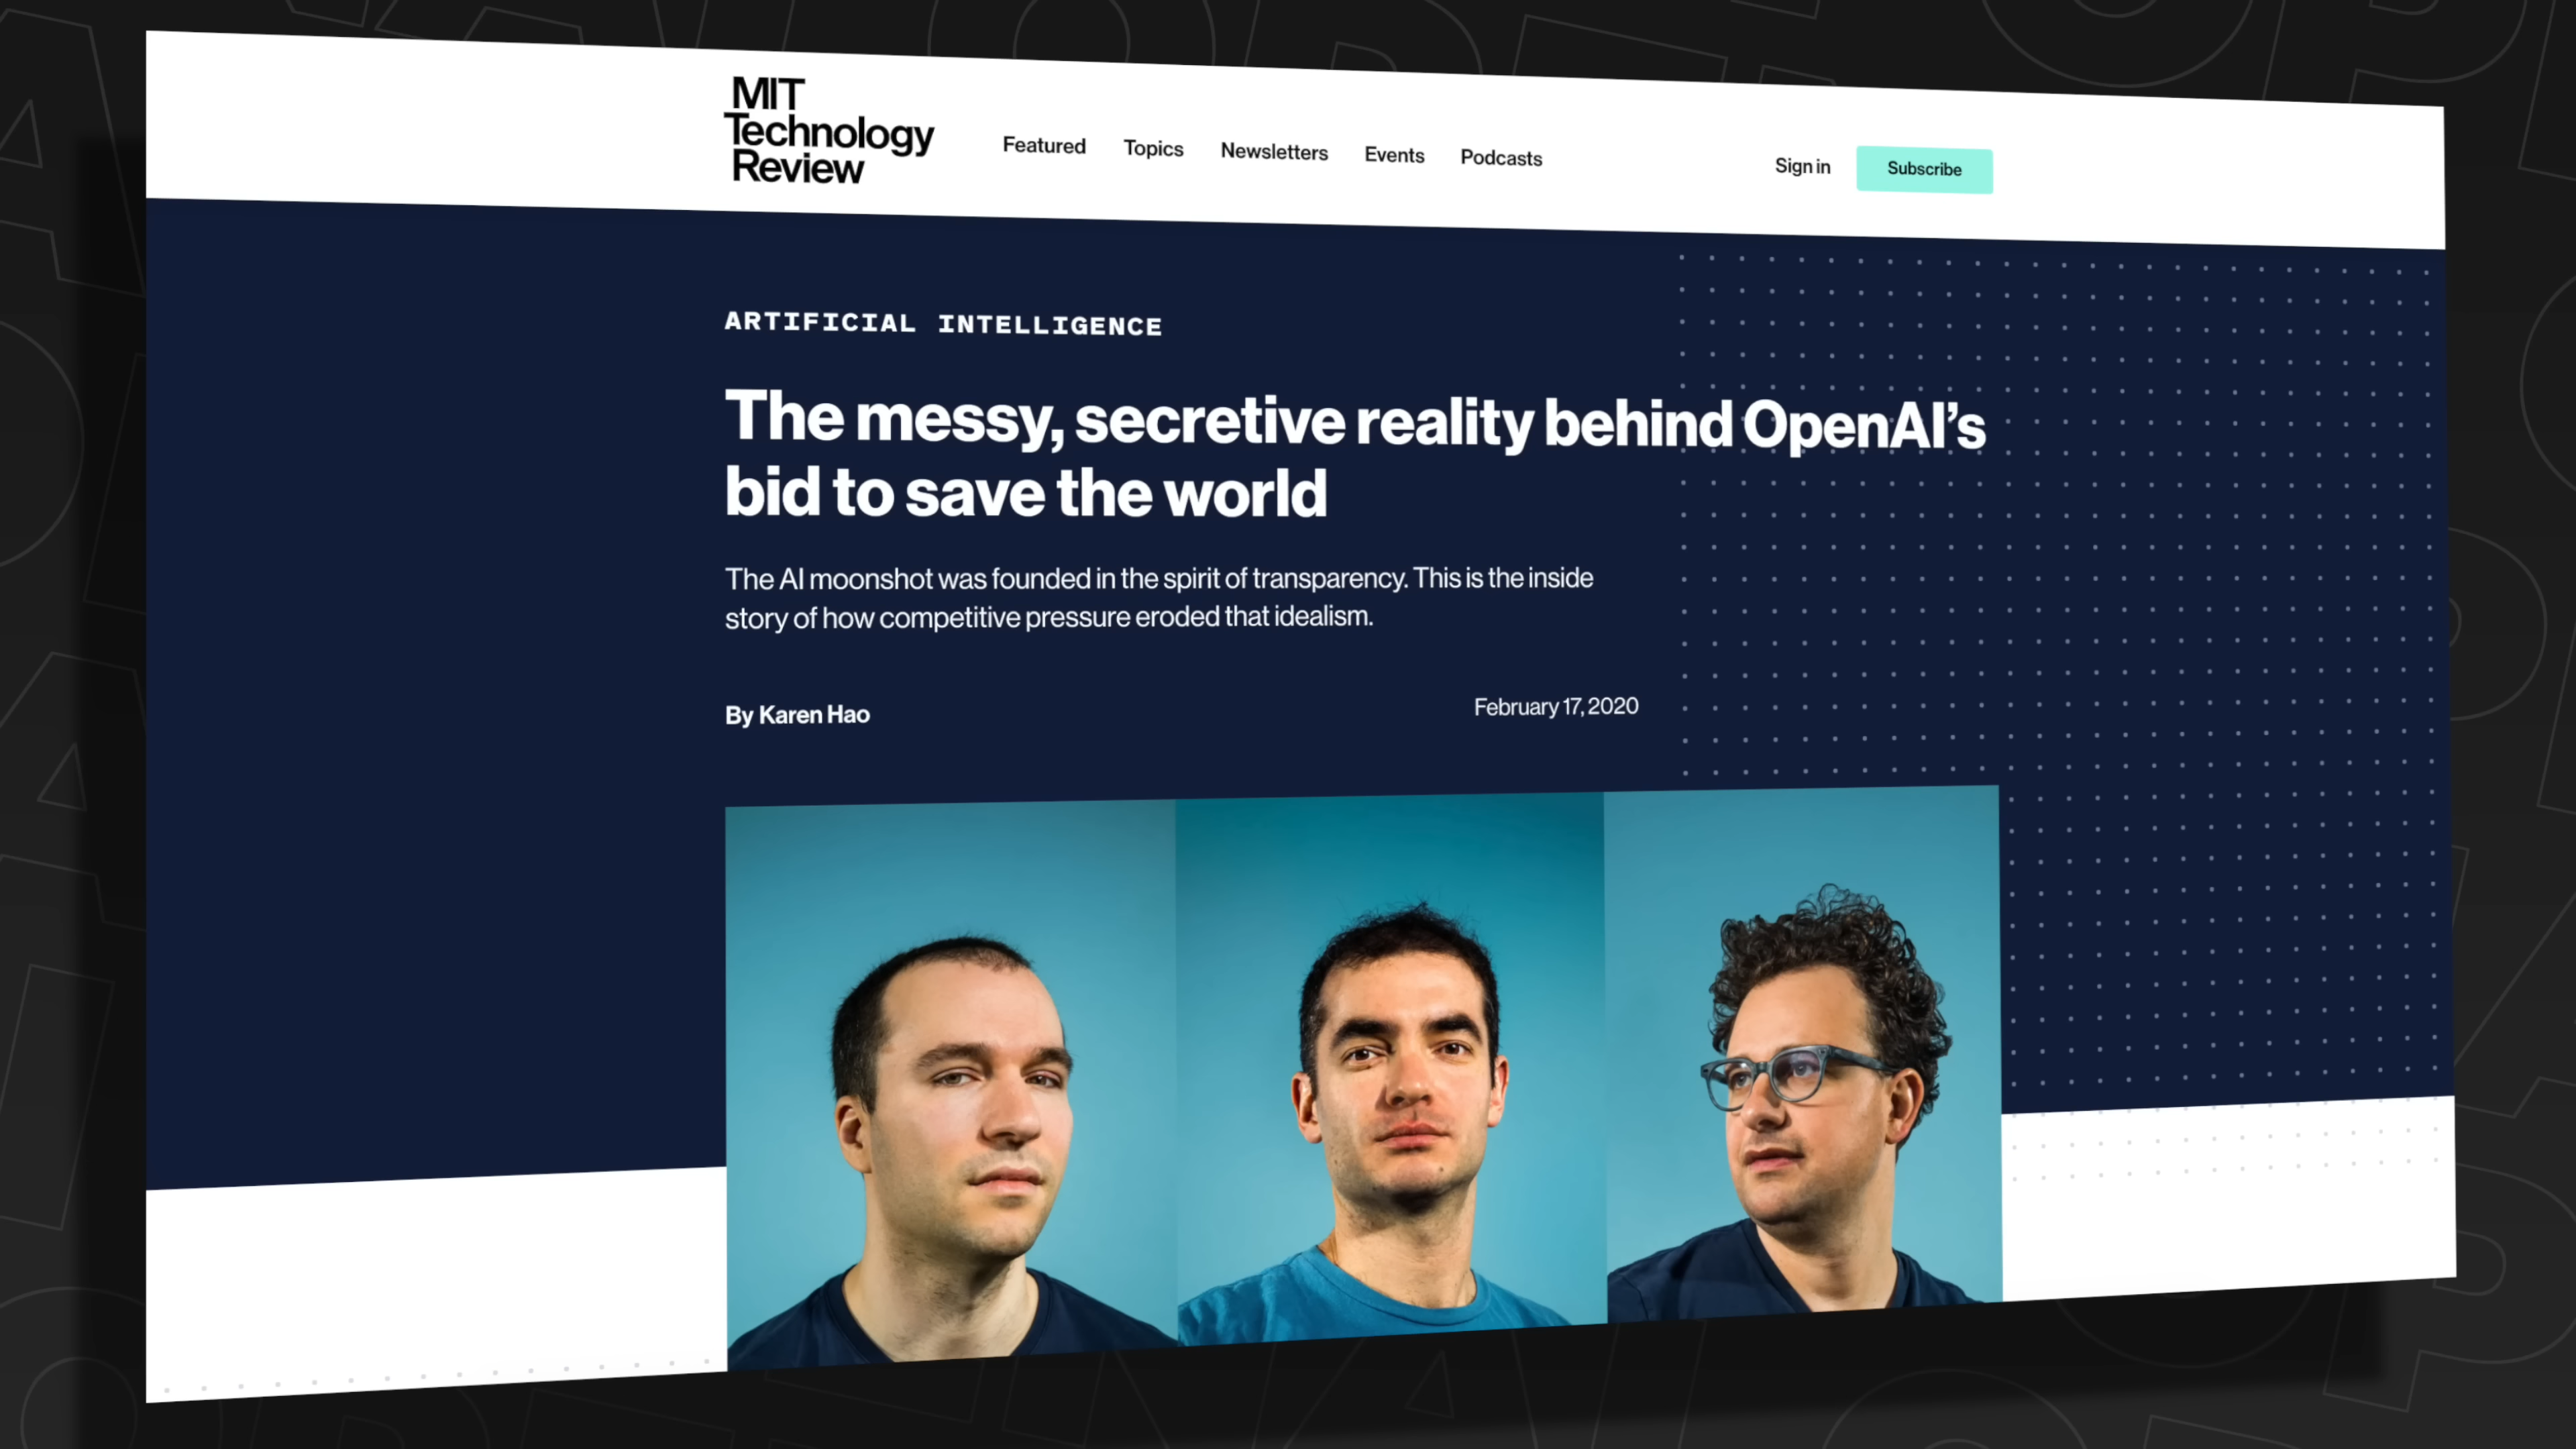 MIT
Technology
Review
Featured
Topics
Newsletters
Events
Podcasts
Sign in
Subscribe
ARTIFICIAL INTELLIGENCE
The messy, secretive reality behind OpenAI’s
bid to save the world
The AI moonshot was founded in the spirit of transparency. This is the inside
story of how competitive pressure eroded that idealism.
By Karen Hao
February 17, 2020